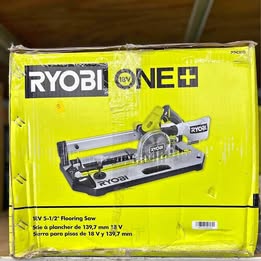 RYOBI ONE+
18V
RYOBI
RYOBI
18V 5-1/2" Flooring Saw
Scie à plancher de 139,7 mm 18 V
Sierra para pisos de 18 V y 139,7 mm